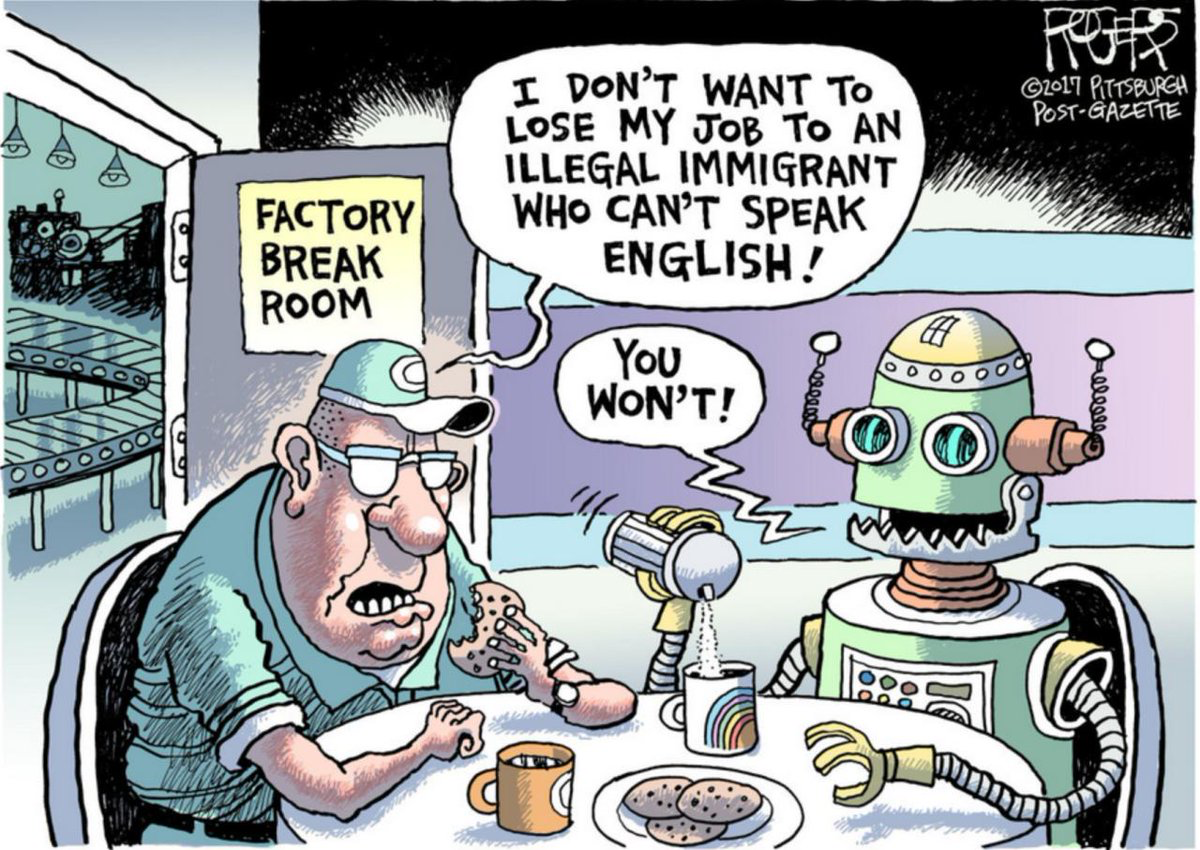 ROGERS
©2017 PITTSBURGH
POST-GAZETTE
I DON'T WANT TO
LOSE MY JOB TO AN
ILLEGAL IMMIGRANT
WHO CAN'T SPEAK
ENGLISH!
FACTORY
BREAK
ROOM
YOU
WON'T!